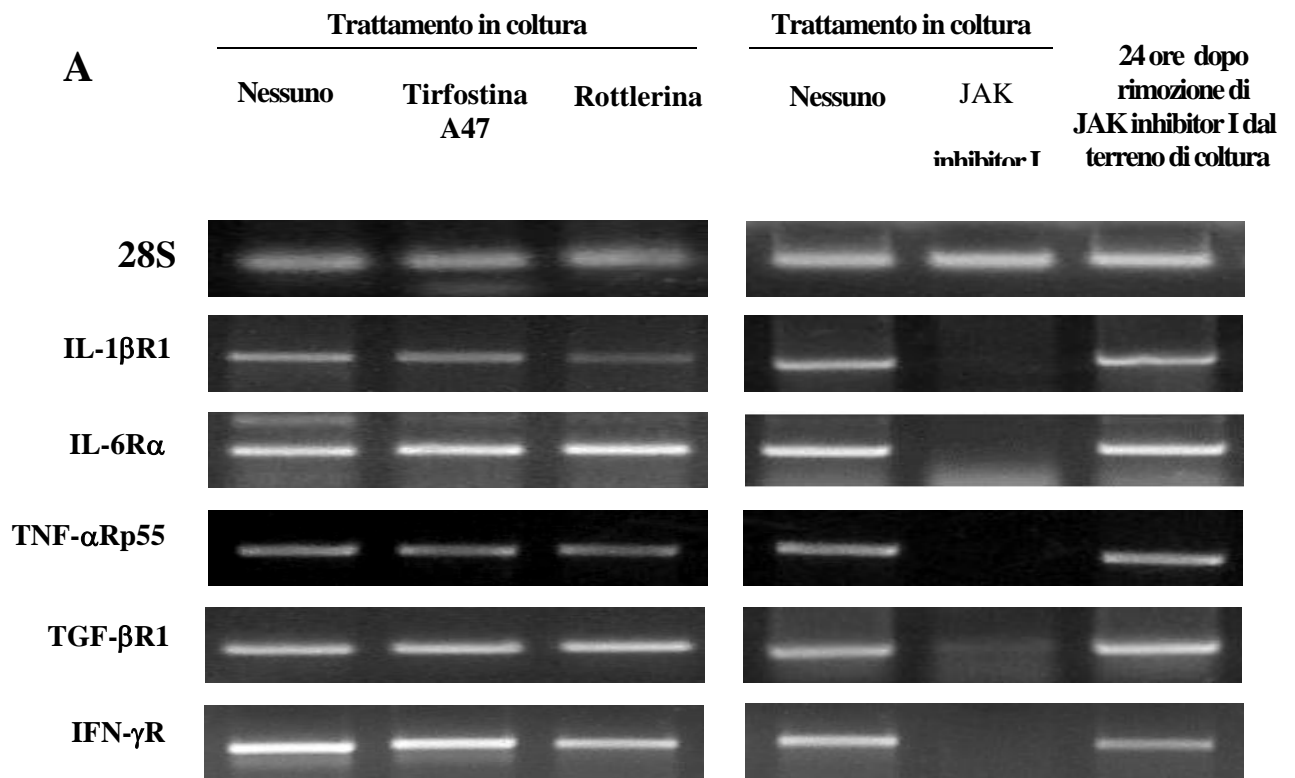 A
Trattamento in coltura
Nessuno
Tirfostina
A47
Rottlerina
Trattamento in coltura
Nessuno
JAK
inhibitor I
24 ore dopo
rimozione di
JAK inhibitor I dal
terreno di coltura
28S
IL-1βR1
IL-6Rα
TNF-αRp55
TGF-βR1
IFN-γR